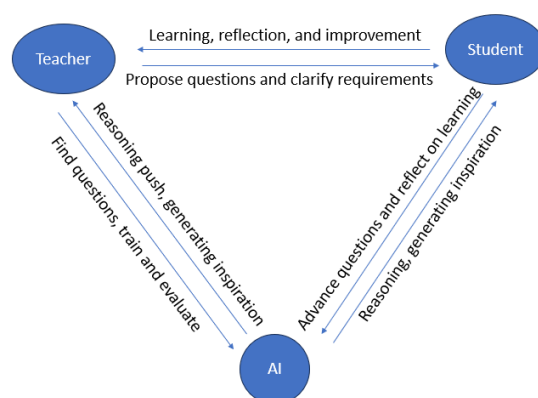 Learning, reflection, and improvement
Teacher
Student
Propose questions and clarify requirements
Reasoning push, generating inspiration
Find questions, train and evaluate
Advance questions and reflect on learning
Reasoning, generating inspiration
AI